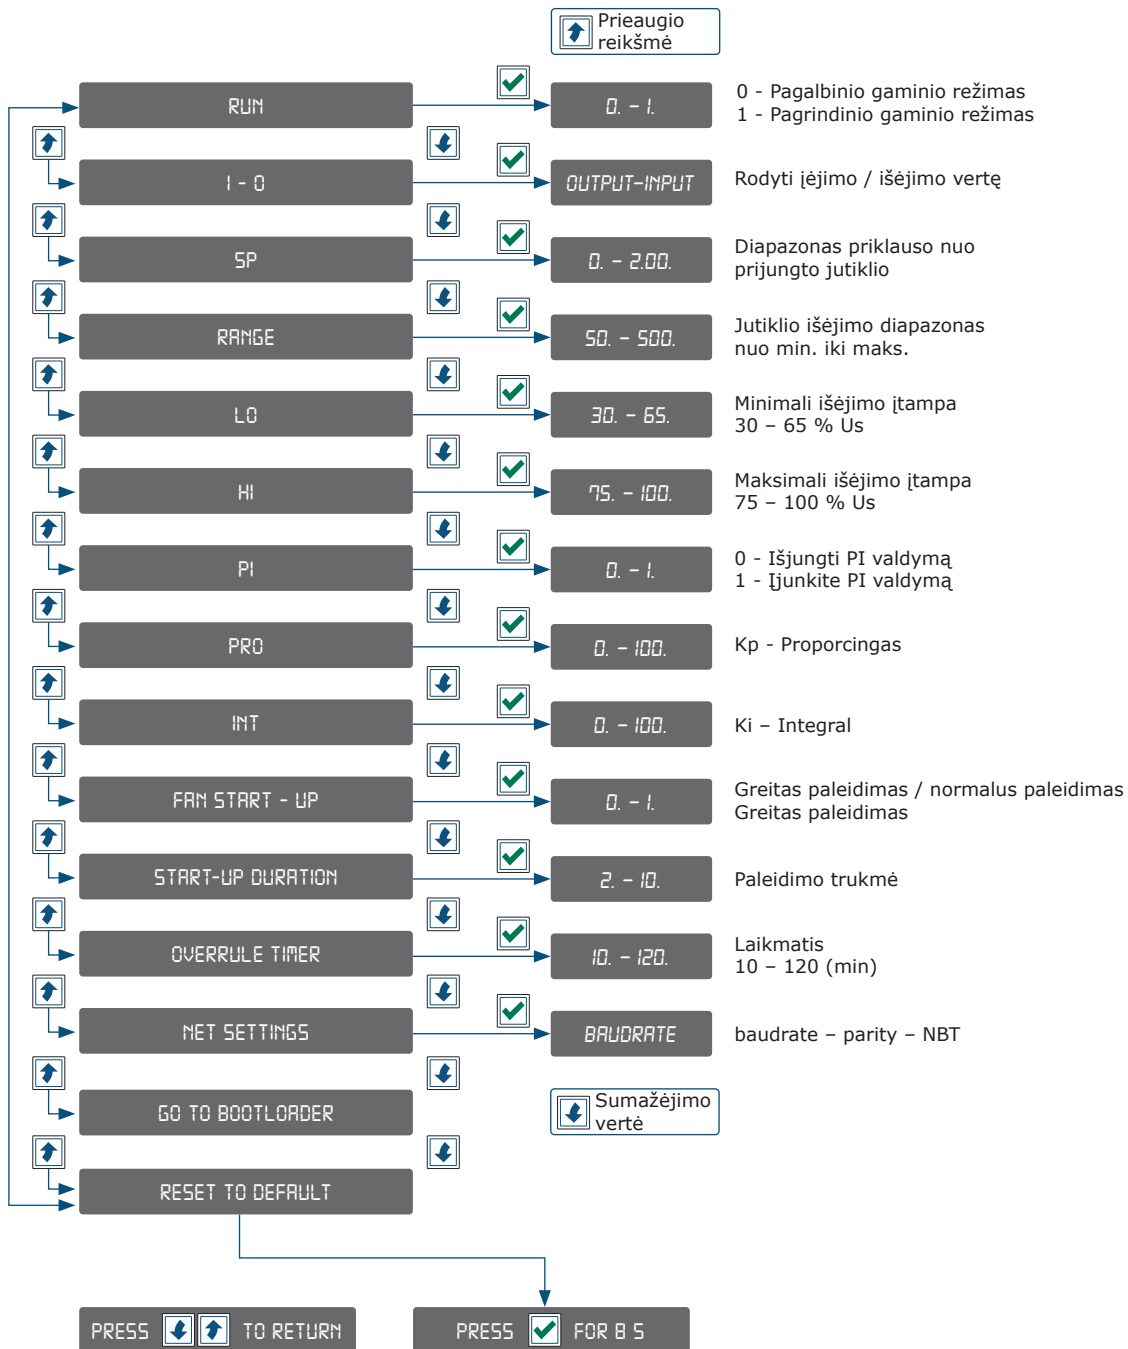 Prieaugio
reikšmė
RUN
0. – 1.
0 - Pagalbinio gaminio režimas
1 - Pagrindinio gaminio režimas
I - O
OUTPUT-INPUT
Rodyti įėjimo / išėjimo vertę
SP
0. – 2.00.
Diapazonas priklauso nuo
prijungto jutiklio
RANGE
50. – 500.
Jutiklio išėjimo diapazonas
nuo min. iki maks.
LO
30. – 65.
Minimali išėjimo įtampa
30 – 65 % Us
HI
75. – 100.
Maksimali išėjimo įtampa
75 – 100 % Us
PI
0. – 1.
0 - Išjungti PI valdymą
1 - Įjunkite PI valdymą
PRO
0. – 100.
Kp - Proporcingas
INT
0. – 100.
Ki – Integral
FAN START - UP
0. – 1.
Greitas paleidimas / normalus paleidimas
Greitas paleidimas
START-UP DURATION
2. – 10.
Paleidimo trukmė
OVERRULE TIMER
10. – 120.
Laikmatis
10 – 120 (min)
NET SETTINGS
BAUDRATE
baudrate – parity – NBT
GO TO BOOTLOADER
Sumažėjimo
vertė
RESET TO DEFAULT
PRESS TO RETURN
PRESS FOR 8 S